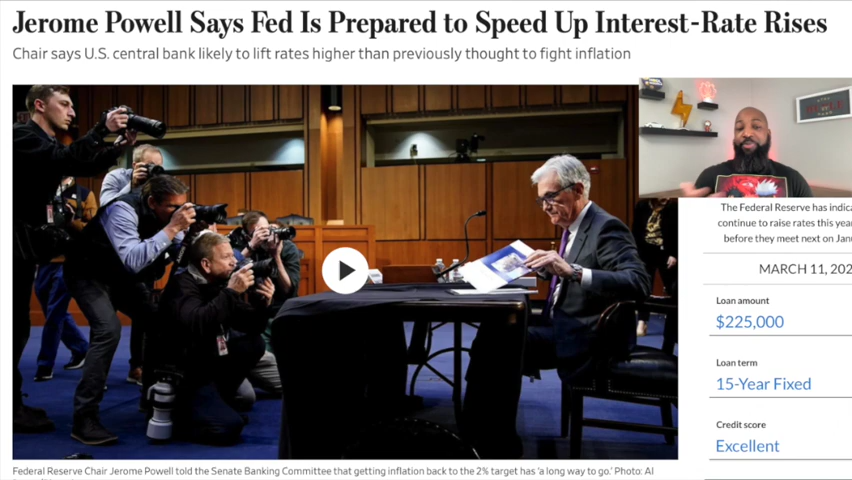 Jerome Powell Says Fed Is Prepared to Speed Up Interest-Rate Rises
Chair says U.S. central bank likely to lift rates higher than previously thought to fight inflation
The Federal Reserve has indica
continue to raise rates this year
before they meet next on Janu
MARCH 11, 202
Loan amount
$225,000
Loan term
15-Year Fixed
Credit score
Excellent
Federal Reserve Chair Jerome Powell told the Senate Banking Committee that getting inflation back to the 2% target has ‘a long way to go.’ Photo: Al